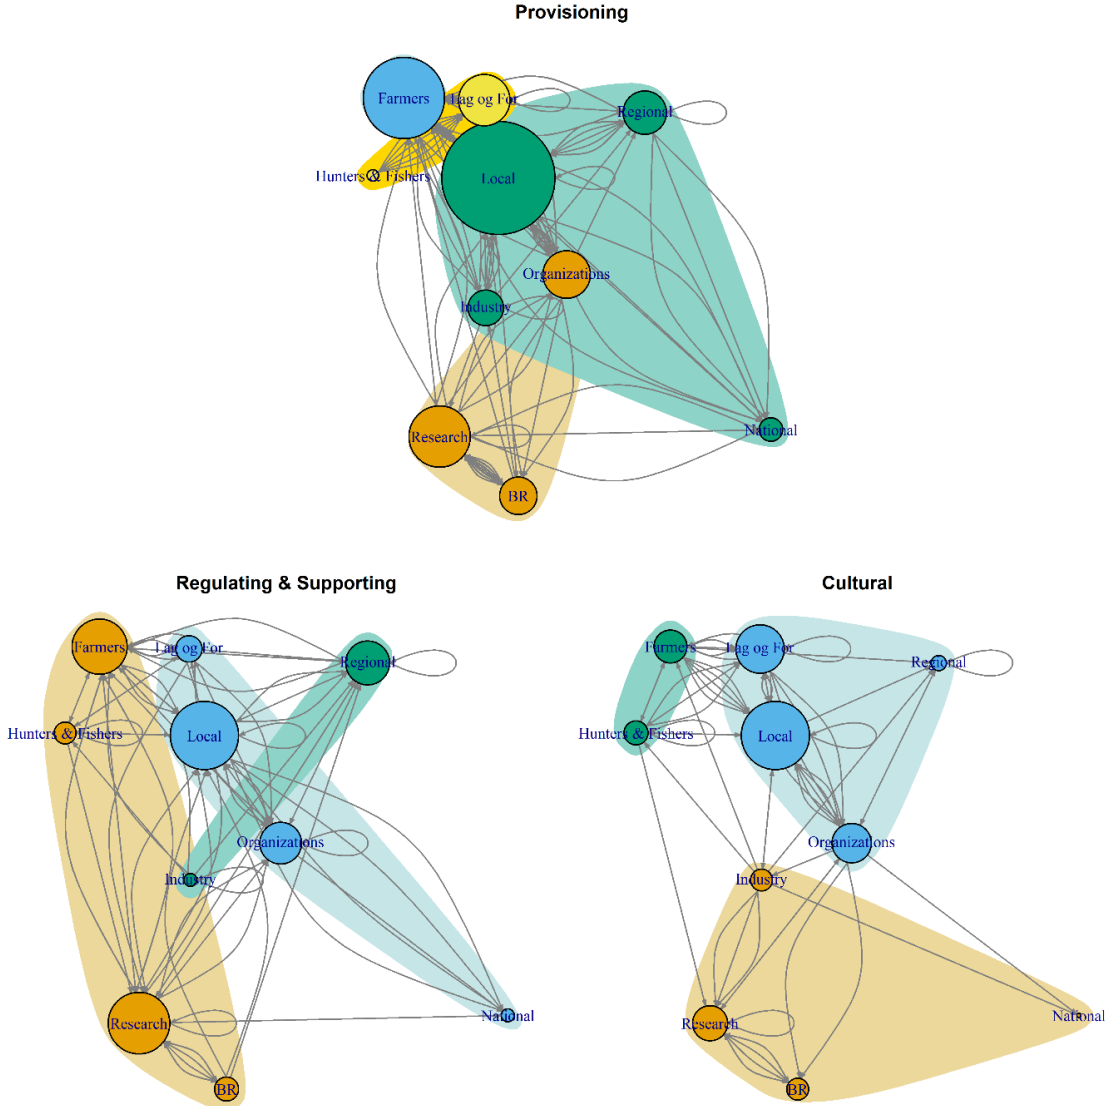 Provisioning
Farmers
Lag og For
Regional
Hunters & Fishers
Local
Organizations
Industry
National
Research
BR
Regulating & Supporting
Farmers
Lag og For
Regional
Hunters & Fishers
Local
Organizations
Industry
National
Research
BR
Cultural
Farmers
Lag og For
Regional
Hunters & Fishers
Local
Organizations
Industry
National
Research
BR